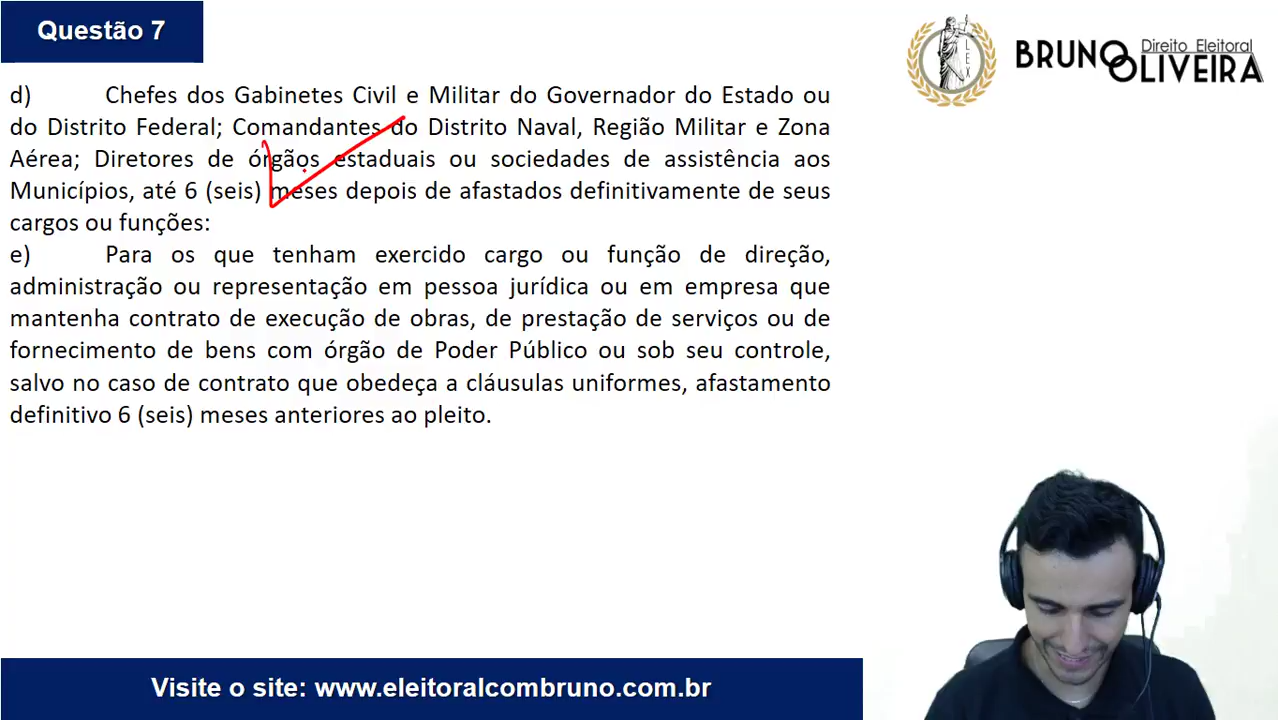 Questão 7
LEX
BRUNO
Direito Eleitoral
OLIVEIRA
d) Chefes dos Gabinetes Civil e Militar do Governador do Estado ou
do Distrito Federal; Comandantes do Distrito Naval, Região Militar e Zona
Aérea; Diretores de órgãos estaduais ou sociedades de assistência aos
Municípios, até 6 (seis) meses depois de afastados definitivamente de seus
cargos ou funções:
e) Para os que tenham exercido cargo ou função de direção,
administração ou representação em pessoa jurídica ou em empresa que
mantenha contrato de execução de obras, de prestação de serviços ou de
fornecimento de bens com órgão de Poder Público ou sob seu controle,
salvo no caso de contrato que obedeça a cláusulas uniformes, afastamento
definitivo 6 (seis) meses anteriores ao pleito.
Visite o site: www.eleitoralcombruno.com.br